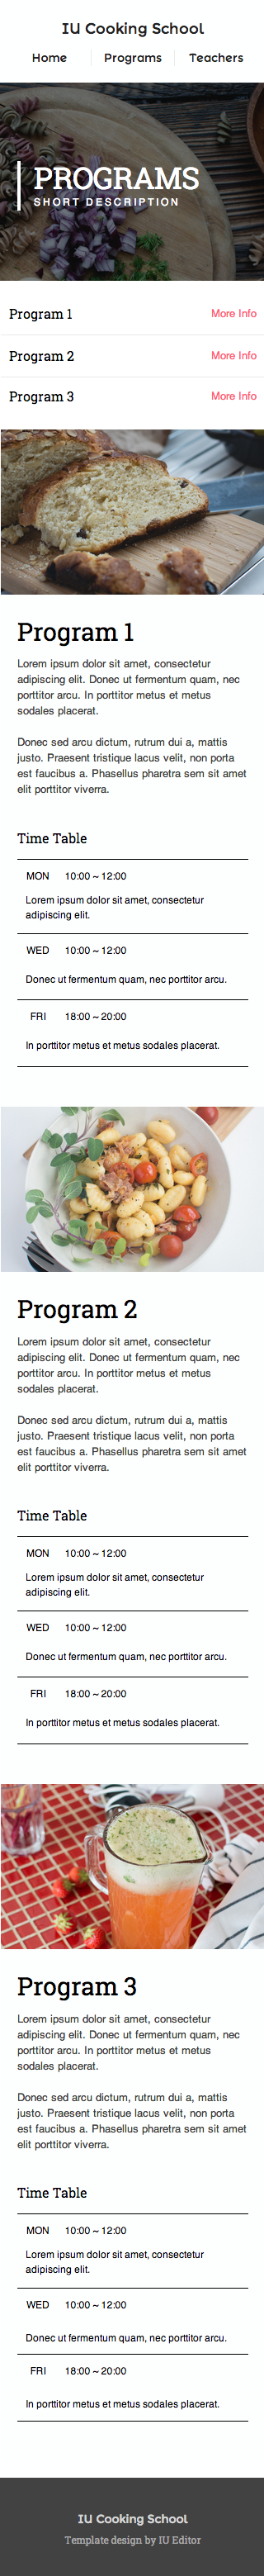 IU Cooking School
Home Programs Teachers
PROGRAMS
SHORT DESCRIPTION
Program 1 More Info
Program 2 More Info
Program 3 More Info
Program 1
Lorem ipsum dolor sit amet, consectetur
adipiscing elit. Donec ut fermentum quam, nec
porttitor arcu. In porttitor metus et metus
sodales placerat.
Donec sed arcu dictum, rutrum dui a, mattis
justo. Praesent tristique lacus velit, non porta
est faucibus a. Phasellus pharetra sem sit amet
elit porttitor viverra.
Time Table
MON 10:00 ~ 12:00
Lorem ipsum dolor sit amet, consectetur
adipiscing elit.
WED 10:00 ~ 12:00
Donec ut fermentum quam, nec porttitor arcu.
FRI 18:00 ~ 20:00
In porttitor metus et metus sodales placerat.
Program 2
Lorem ipsum dolor sit amet, consectetur
adipiscing elit. Donec ut fermentum quam, nec
porttitor arcu. In porttitor metus et metus
sodales placerat.
Donec sed arcu dictum, rutrum dui a, mattis
justo. Praesent tristique lacus velit, non porta
est faucibus a. Phasellus pharetra sem sit amet
elit porttitor viverra.
Time Table
MON 10:00 ~ 12:00
Lorem ipsum dolor sit amet, consectetur
adipiscing elit.
WED 10:00 ~ 12:00
Donec ut fermentum quam, nec porttitor arcu.
FRI 18:00 ~ 20:00
In porttitor metus et metus sodales placerat.
Program 3
Lorem ipsum dolor sit amet, consectetur
adipiscing elit. Donec ut fermentum quam, nec
porttitor arcu. In porttitor metus et metus
sodales placerat.
Donec sed arcu dictum, rutrum dui a, mattis
justo. Praesent tristique lacus velit, non porta
est faucibus a. Phasellus pharetra sem sit amet
elit porttitor viverra.
Time Table
MON 10:00 ~ 12:00
Lorem ipsum dolor sit amet, consectetur
adipiscing elit.
WED 10:00 ~ 12:00
Donec ut fermentum quam, nec porttitor arcu.
FRI 18:00 ~ 20:00
In porttitor metus et metus sodales placerat.
IU Cooking School
Template design by IU Editor